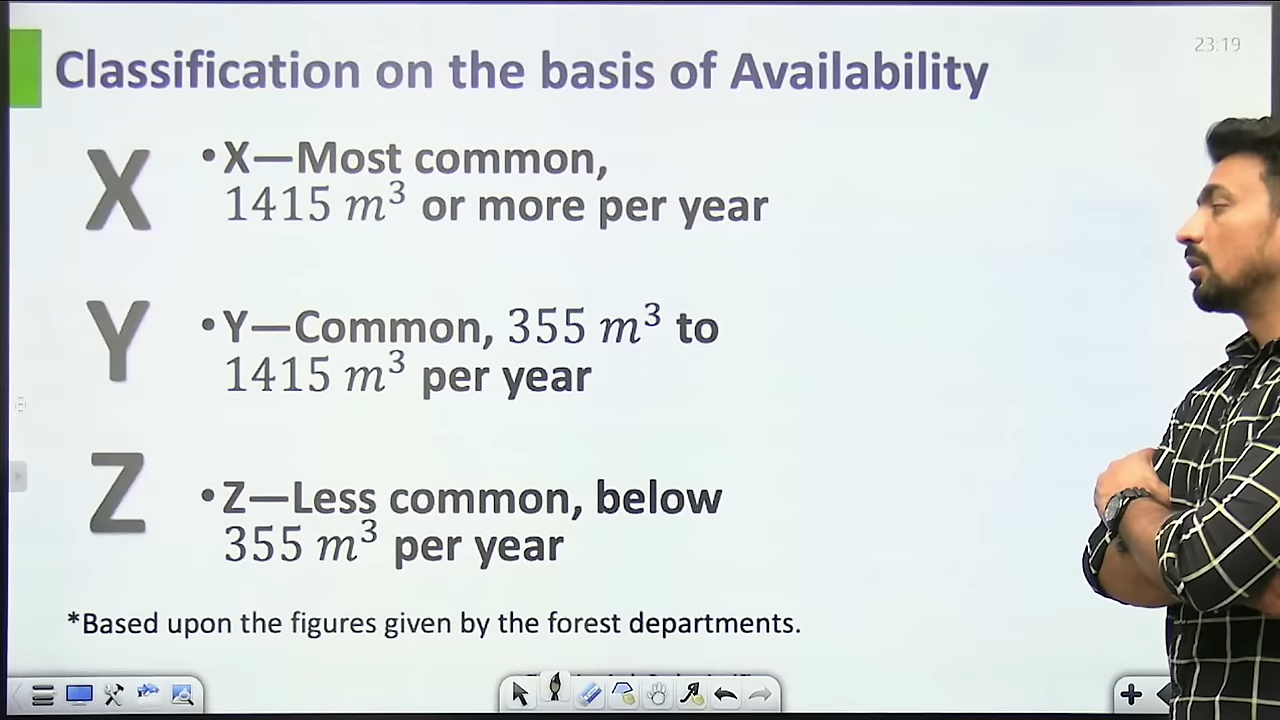 Classification on the basis of Availability
23:19
X
•X—Most common,
1415 m³ or more per year
Y
•Y—Common, 355 m³ to
1415 m³ per year
Z
•Z—Less common, below
355 m³ per year
*Based upon the figures given by the forest departments.